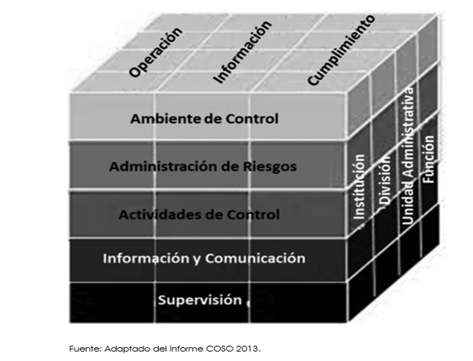 Operación
Información
Cumplimiento
Ambiente de Control
Administración de Riesgos
Actividades de Control
Información y Comunicación
Supervisión
Institución
División
Unidad Administrativa
Función
Fuente: Adaptado del Informe COSO 2013.